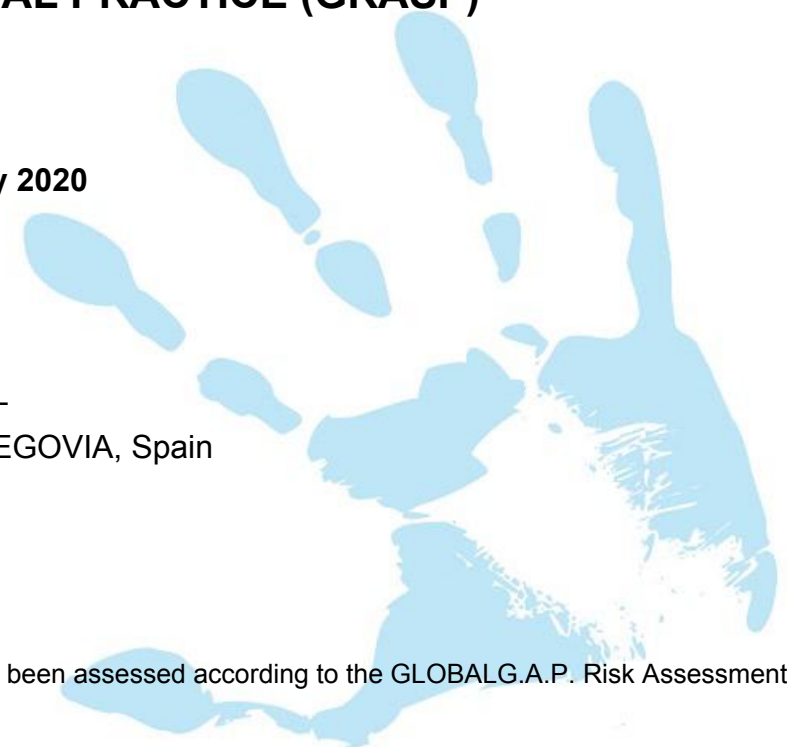 AL PRACTICE (GRASP)
y 2020
EGOVIA, Spain
been assessed according to the GLOBALG.A.P. Risk Assessment